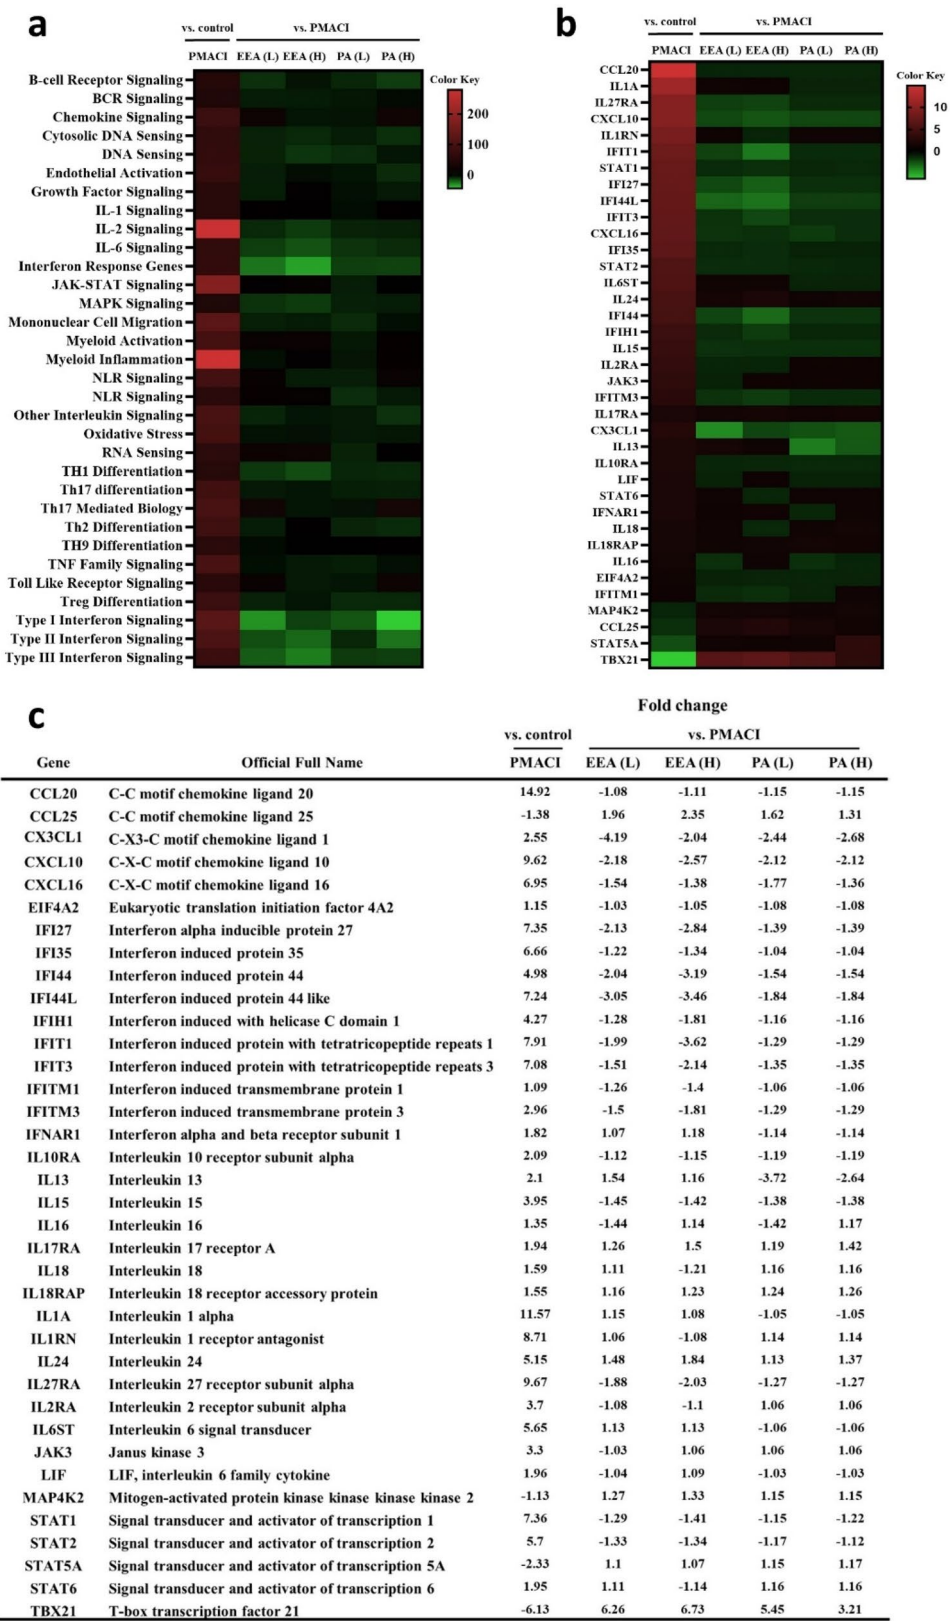 a
vs. control vs. PMACI
PMACI EEA (L) EEA (H) PA (L) PA (H)
B-cell Receptor Signaling
BCR Signaling
Chemokine Signaling
Cytosolic DNA Sensing
DNA Sensing
Endothelial Activation
Growth Factor Signaling
IL-1 Signaling
IL-2 Signaling
IL-6 Signaling
Interferon Response Genes
JAK-STAT Signaling
MAPK Signaling
Mononuclear Cell Migration
Myeloid Activation
Myeloid Inflammation
NLR Signaling
NLR Signaling
Other Interleukin Signaling
Oxidative Stress
RNA Sensing
TH1 Differentiation
Th17 differentiation
Th17 Mediated Biology
Th2 Differentiation
TH9 Differentiation
TNF Family Signaling
Toll Like Receptor Signaling
Treg Differentiation
Type I Interferon Signaling
Type II Interferon Signaling
Type III Interferon Signaling
Color Key
200
100
0
b
vs. control vs. PMACI
PMACI EEA (L) EEA (H) PA (L) PA (H)
CCL20
IL1A
IL27RA
CXCL10
IL1RN
IFIT1
STAT1
IFI27
IFI44L
IFIT3
CXCL16
IFI35
STAT2
IL6ST
IL24
IFI44
IFIH1
IL15
IL2RA
JAK3
IFITM3
IL17RA
CX3CL1
IL13
IL10RA
LIF
STAT6
IFNAR1
IL18
IL18RAP
IL16
EIF4A2
IFITM1
MAP4K2
CCL25
STAT5A
TBX21
Color Key
10
5
0
c
Fold change
vs. control vs. PMACI
Gene Official Full Name PMACI EEA (L) EEA (H) PA (L) PA (H)
CCL20 C-C motif chemokine ligand 20 14.92 -1.08 -1.11 -1.15 -1.15
CCL25 C-C motif chemokine ligand 25 -1.38 1.96 2.35 1.62 1.31
CX3CL1 C-X3-C motif chemokine ligand 1 2.55 -4.19 -2.04 -2.44 -2.68
CXCL10 C-X-C motif chemokine ligand 10 9.62 -2.18 -2.57 -2.12 -2.12
CXCL16 C-X-C motif chemokine ligand 16 6.95 -1.54 -1.38 -1.77 -1.36
EIF4A2 Eukaryotic translation initiation factor 4A2 1.15 -1.03 -1.05 -1.08 -1.08
IFI27 Interferon alpha inducible protein 27 7.35 -2.13 -2.84 -1.39 -1.39
IFI35 Interferon induced protein 35 6.66 -1.22 -1.34 -1.04 -1.04
IFI44 Interferon induced protein 44 4.98 -2.04 -3.19 -1.54 -1.54
IFI44L Interferon induced protein 44 like 7.24 -3.05 -3.46 -1.84 -1.84
IFIH1 Interferon induced with helicase C domain 1 4.27 -1.28 -1.81 -1.16 -1.16
IFIT1 Interferon induced protein with tetratricopeptide repeats 1 7.91 -1.99 -3.62 -1.29 -1.29
IFIT3 Interferon induced protein with tetratricopeptide repeats 3 7.08 -1.51 -2.14 -1.35 -1.35
IFITM1 Interferon induced transmembrane protein 1 1.09 -1.26 -1.4 -1.06 -1.06
IFITM3 Interferon induced transmembrane protein 3 2.96 -1.5 -1.81 -1.29 -1.29
IFNAR1 Interferon alpha and beta receptor subunit 1 1.82 1.07 1.18 -1.14 -1.14
IL10RA Interleukin 10 receptor subunit alpha 2.09 -1.12 -1.15 -1.19 -1.19
IL13 Interleukin 13 2.1 1.54 1.16 -3.72 -2.64
IL15 Interleukin 15 3.95 -1.45 -1.42 -1.38 -1.38
IL16 Interleukin 16 1.35 -1.44 1.14 -1.42 1.17
IL17RA Interleukin 17 receptor A 1.94 1.26 1.5 1.19 1.42
IL18 Interleukin 18 1.59 1.11 -1.21 1.16 1.16
IL18RAP Interleukin 18 receptor accessory protein 1.55 1.16 1.23 1.24 1.26
IL1A Interleukin 1 alpha 11.57 1.15 1.08 -1.05 -1.05
IL1RN Interleukin 1 receptor antagonist 8.71 1.06 -1.08 1.14 1.14
IL24 Interleukin 24 5.15 1.48 1.84 1.13 1.37
IL27RA Interleukin 27 receptor subunit alpha 9.67 -1.88 -2.03 -1.27 -1.27
IL2RA Interleukin 2 receptor subunit alpha 3.7 -1.08 -1.1 1.06 1.06
IL6ST Interleukin 6 signal transducer 5.65 1.13 1.13 -1.06 -1.06
JAK3 Janus kinase 3 3.3 -1.03 1.06 1.06 1.06
LIF LIF, interleukin 6 family cytokine 1.96 -1.04 1.09 -1.03 -1.03
MAP4K2 Mitogen-activated protein kinase kinase kinase kinase 2 -1.13 1.27 1.33 1.15 1.15
STAT1 Signal transducer and activator of transcription 1 7.36 -1.29 -1.41 -1.15 -1.22
STAT2 Signal transducer and activator of transcription 2 5.7 -1.33 -1.34 -1.17 -1.12
STAT5A Signal transducer and activator of transcription 5A -2.33 1.1 1.07 1.15 1.17
STAT6 Signal transducer and activator of transcription 6 1.95 1.11 -1.14 1.16 1.16
TBX21 T-box transcription factor 21 -6.13 6.26 6.73 5.45 3.21